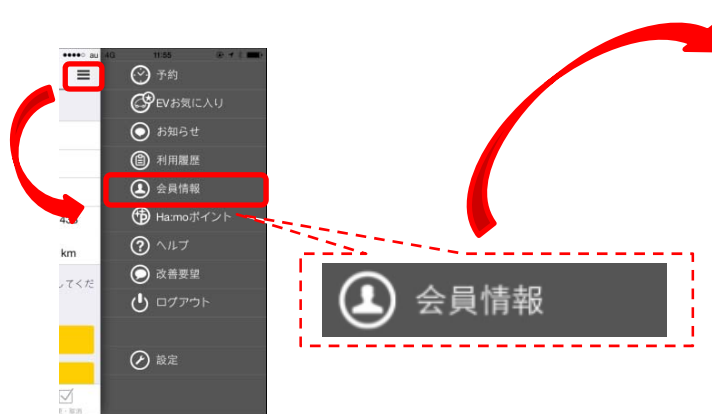 au 4G 11:55
予約
EVお気に入り
お知らせ
利用履歴
会員情報
Ha:moポイント
km
ヘルプ
してくだ
改善要望
ログアウト
設定
会員情報